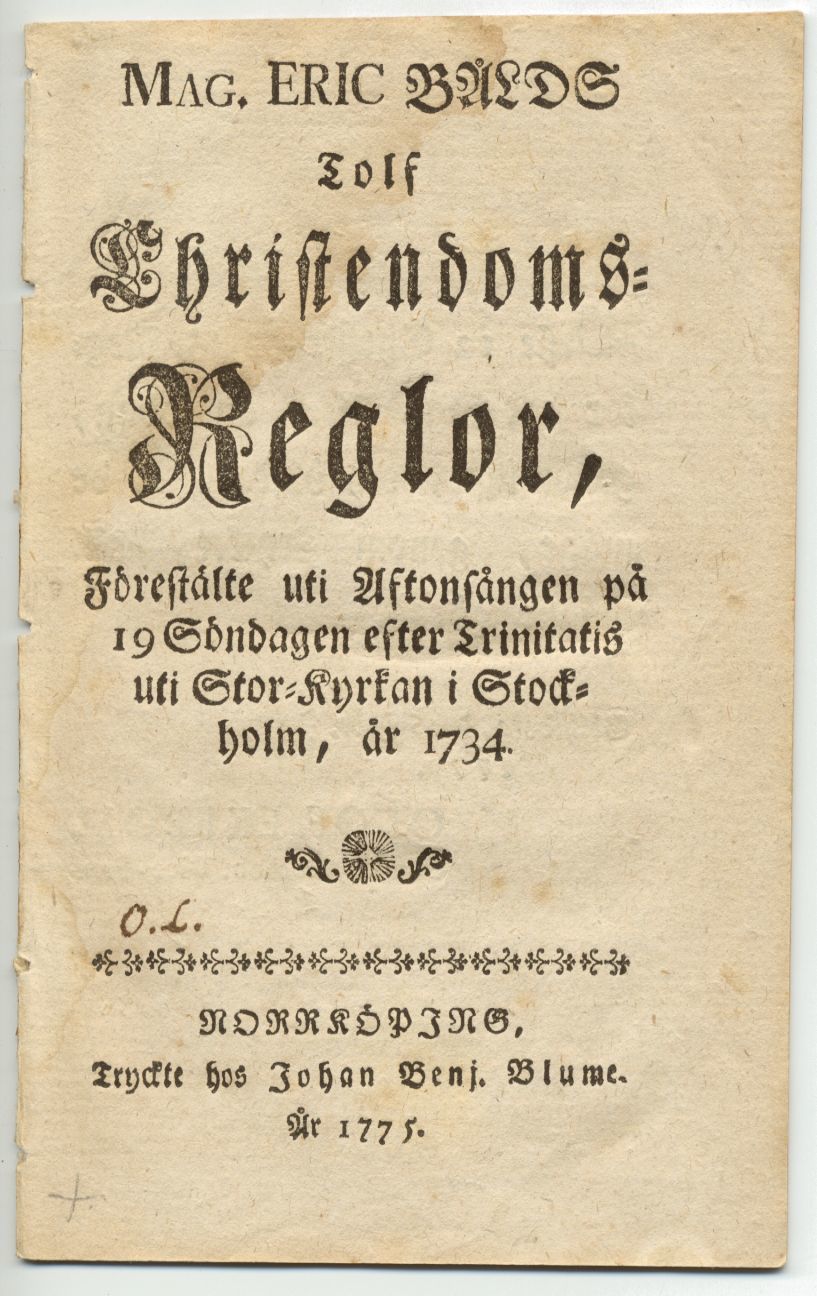 MAG. ERIC BÅLDS
Tolf
Christendoms-
Reglor,
Förestälte uti Aftonsången på
19 Söndagen efter Trinitatis
uti Stor-Kyrkan i Stock-
holm, år 1734.
O.L.
NORRKÖPING,
Tryckte hos Johan Benj. Blume.
År 1775.